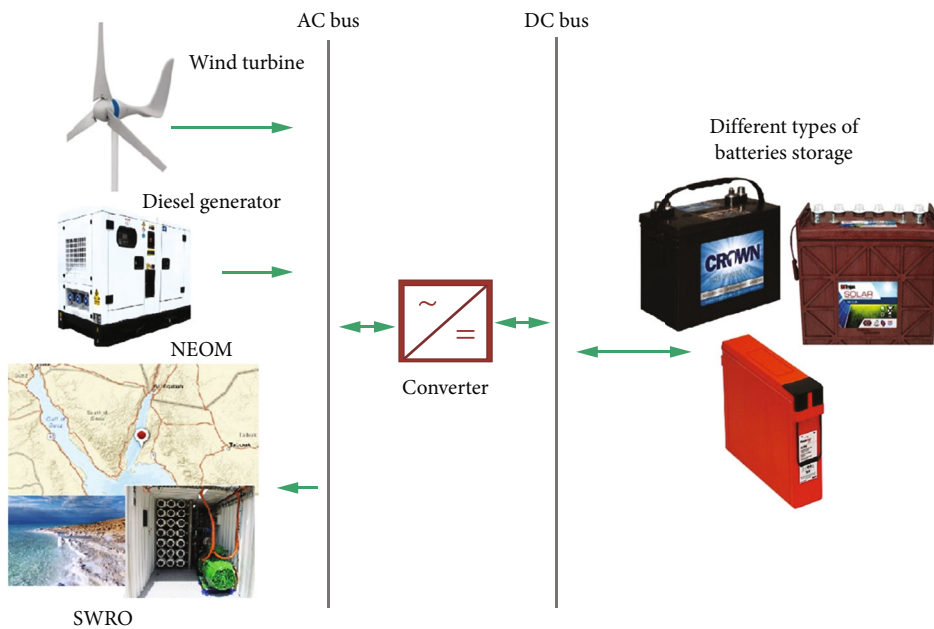 AC bus
DC bus
Wind turbine
Different types of
batteries storage
Diesel generator
CROWN
SOLAR
NEOM
Converter
SWRO